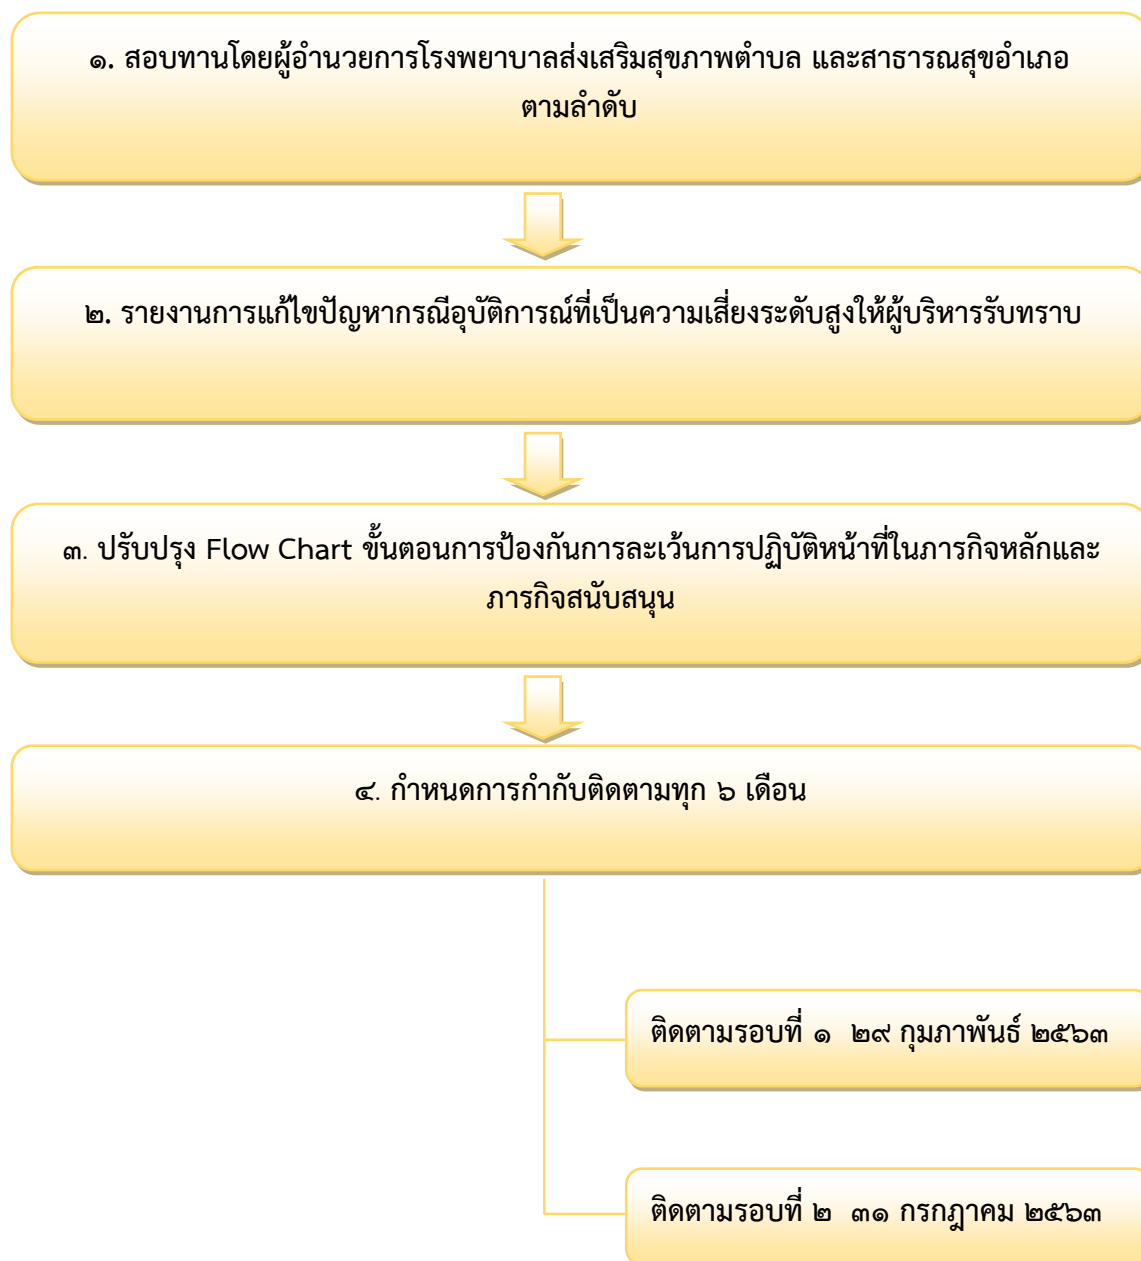 ๑. สอบทานโดยผู้อำนวยการโรงพยาบาลส่งเสริมสุขภาพตำบล และสาธารณสุขอำเภอ
ตามลำดับ
๒. รายงานการแก้ไขปัญหากรณีอุบัติการณ์ที่เป็นความเสี่ยงระดับสูงให้ผู้บริหารรับทราบ
๓. ปรับปรุง Flow Chart ขั้นตอนการป้องกันการละเว้นการปฏิบัติหน้าที่ในภารกิจหลักและ
ภารกิจสนับสนุน
๔. กำหนดการกำกับติดตามทุก ๖ เดือน
ติดตามรอบที่ ๑ ๒๙ กุมภาพันธ์ ๒๕๖๓
ติดตามรอบที่ ๒ ๓๑ กรกฎาคม ๒๕๖๓